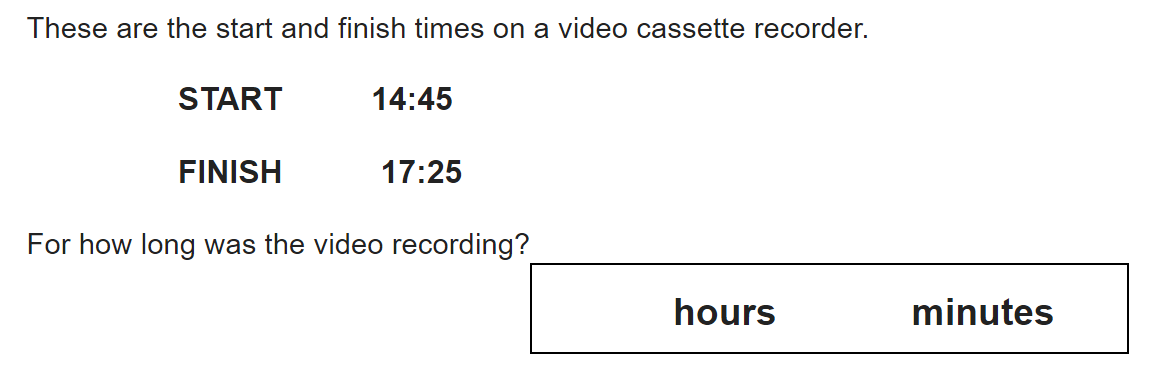 These are the start and finish times on a video cassette recorder.
START 14:45
FINISH 17:25
For how long was the video recording?
hours minutes